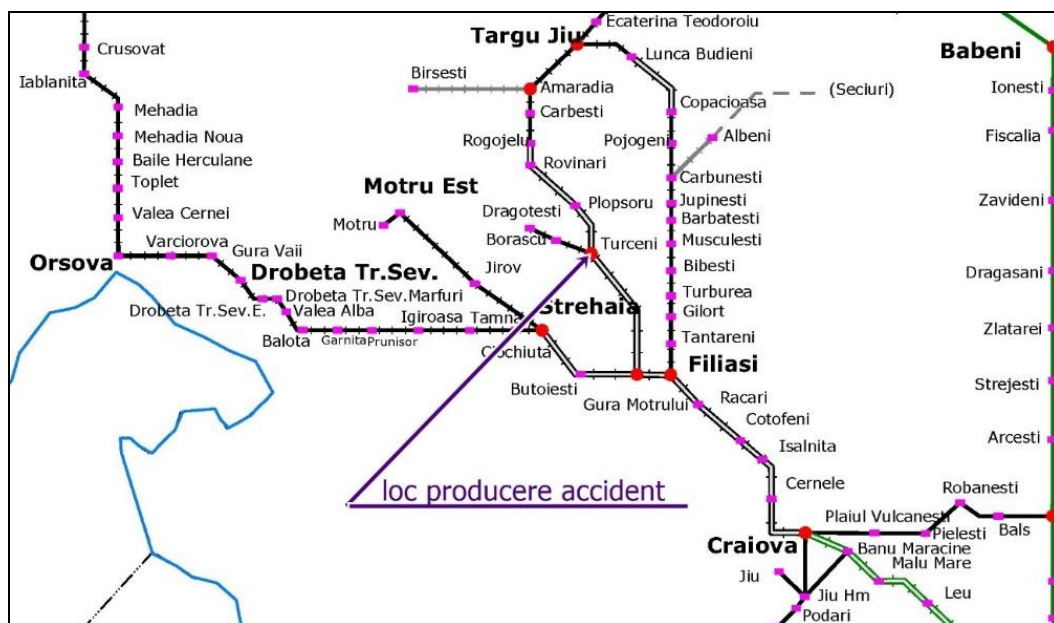 Ecaterina Teodoroiu
Crusovat
Targu Jiu
Lunca Budieni
Babeni
Iablanita
Birsesti
Amaradia
(Seciuri)
Ionesti
Mehadia
Carbesti
Copacioasa
Mehadia Noua
Rogojelu
Pojogeni
Albeni
Fiscalia
Baile Herculane
Rovinari
Toplet
Motru Est
Carbunesti
Valea Cernei
Plopsoru
Jupinesti
Zavideni
Dragotesti
Barbatesti
Motru
Borascu
Turceni
Musculesti
Varciorova
Gura Vaii
Orsova
Drobeta Tr.Sev.
Jirov
Bibesti
Dragasani
Drobeta Tr.Sev.Marfuri
Turburea
Drobeta Tr.Sev.E.
Valea Alba
Igiroasa
Tamna
Strehaia
Gilort
Zlatarei
Balota
Garnita
Prunisor
Ciochiuta
Tantareni
Filiasi
Butoiesti
Gura Motrului
Racari
Strejesti
Cotofeni
Isalnita
Arcesti
loc producere accident
Cernele
Robanesti
Plaiul Vulcanesti
Pielesti
Bals
Craiova
Banu Maracine
Malu Mare
Jiu
Jiu Hm
Leu
Podari